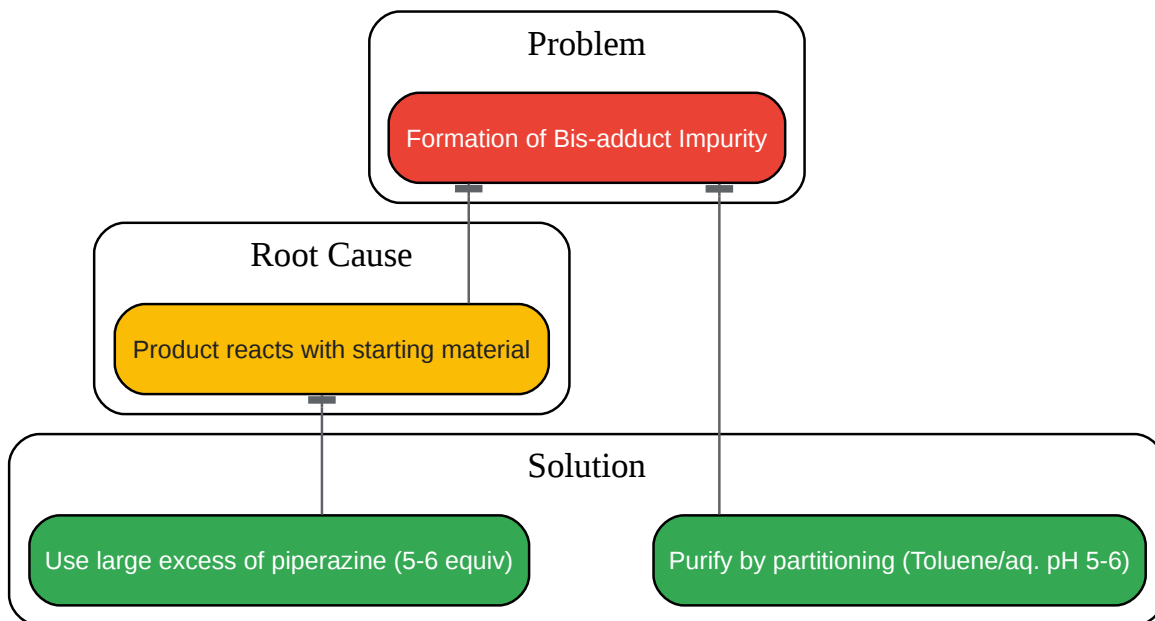 Problem
Formation of Bis-adduct Impurity
Root Cause
Product reacts with starting material
Solution
Use large excess of piperazine (5-6 equiv)
Purify by partitioning (Toluene/aq. pH 5-6)